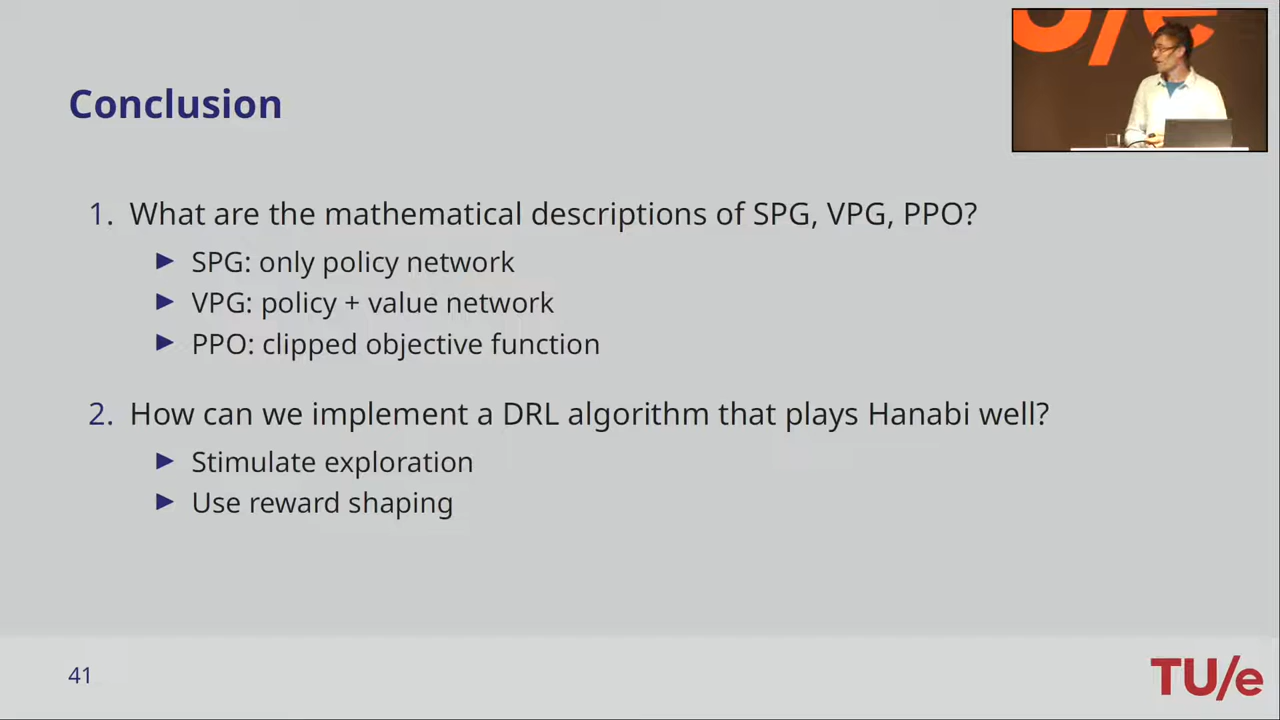 Conclusion
1. What are the mathematical descriptions of SPG, VPG, PPO?
► SPG: only policy network
► VPG: policy + value network
► PPO: clipped objective function
2. How can we implement a DRL algorithm that plays Hanabi well?
► Stimulate exploration
► Use reward shaping
41
TU/e